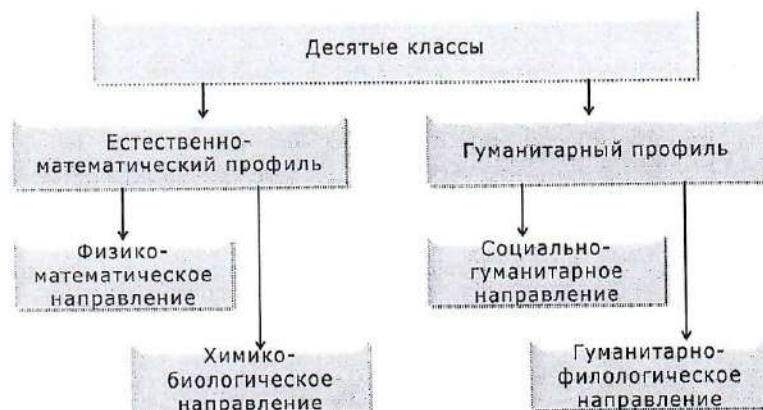 Десятые классы
Естественно-
математический профиль
Гуманитарный профиль
Физико-
математическое
направление
Социально-
гуманитарное
направление
Химико-
биологическое
направление
Гуманитарно-
филологическое
направление